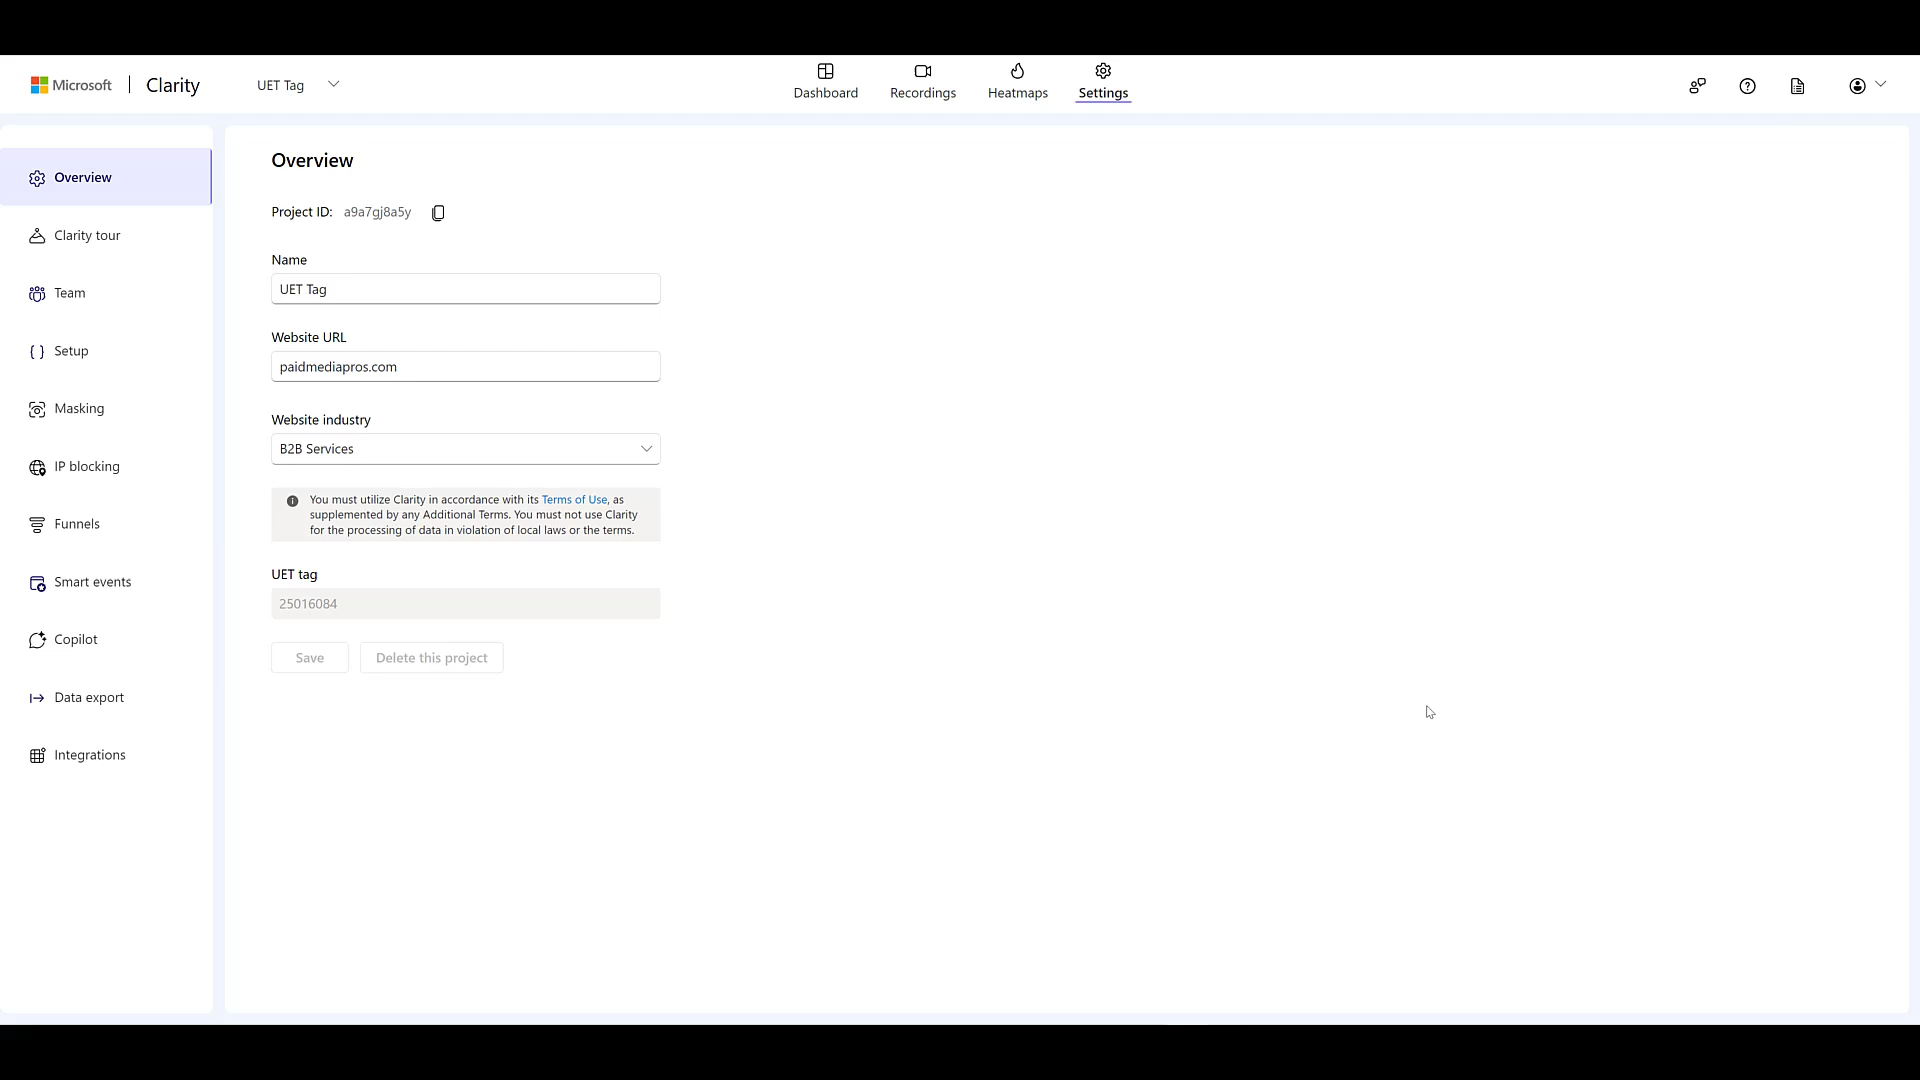 Microsoft | Clarity
UET Tag
Dashboard
Recordings
Heatmaps
Settings
Overview
Clarity tour
Team
Setup
Masking
IP blocking
Funnels
Smart events
Copilot
Data export
Integrations
Overview
Project ID: a9a7gj8a5y
Name
UET Tag
Website URL
paidmediapros.com
Website industry
B2B Services
You must utilize Clarity in accordance with its Terms of Use, as
supplemented by any Additional Terms. You must not use Clarity
for the processing of data in violation of local laws or the terms.
UET tag
25016084
Save
Delete this project